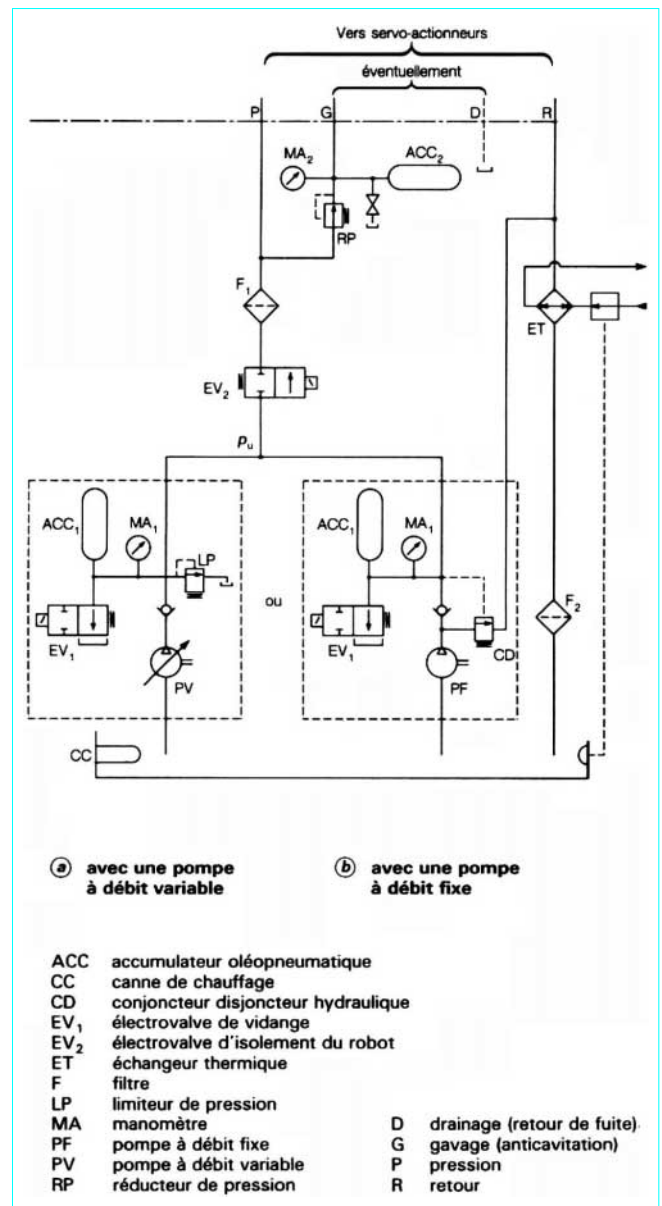 Vers servo-actionneurs
éventuellement
P
G
D
R
MA2
ACC2
RP
F1
ET
EV2
pu
ACC1
MA1
LP
EV1
PV
ou
ACC1
MA1
EV1
PF
CD
F2
CC
a avec une pompe
à débit variable
b avec une pompe
à débit fixe
ACC accumulateur oléopneumatique
CC canne de chauffage
CD conjoncteur disjoncteur hydraulique
EV1 électrovalve de vidange
EV2 électrovalve d'isolement du robot
ET échangeur thermique
F filtre
LP limiteur de pression
MA manomètre
PF pompe à débit fixe
PV pompe à débit variable
RP réducteur de pression
D drainage (retour de fuite)
G gavage (anticavitation)
P pression
R retour